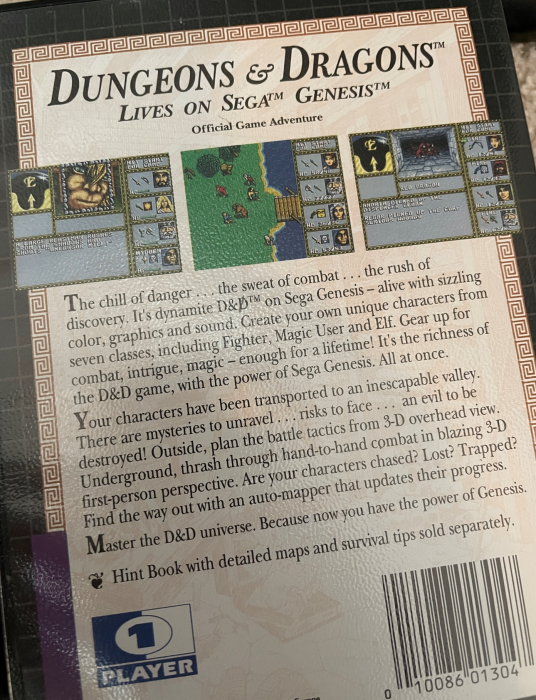 DUNGEONS & DRAGONS™
LIVES ON SEGA™ GENESIS™
Official Game Adventure
The chill of danger . . . the sweat of combat . . . the rush of
discovery. It's dynamite D&D™ on Sega Genesis – alive with sizzling
color, graphics and sound. Create your own unique characters from
seven classes, including Fighter, Magic User and Elf. Gear up for
combat, intrigue, magic – enough for a lifetime! It's the richness of
the D&D game, with the power of Sega Genesis. All at once.
Your characters have been transported to an inescapable valley.
There are mysteries to unravel . . . risks to face . . . an evil to be
destroyed! Outside, plan the battle tactics from 3-D overhead view.
Underground, thrash through hand-to-hand combat in blazing 3-D
first-person perspective. Are your characters chased? Lost? Trapped?
Find the way out with an auto-mapper that updates their progress.
Master the D&D universe. Because now you have the power of Genesis.
Hint Book with detailed maps and survival tips sold separately.
1
PLAYER
0 10086 01304